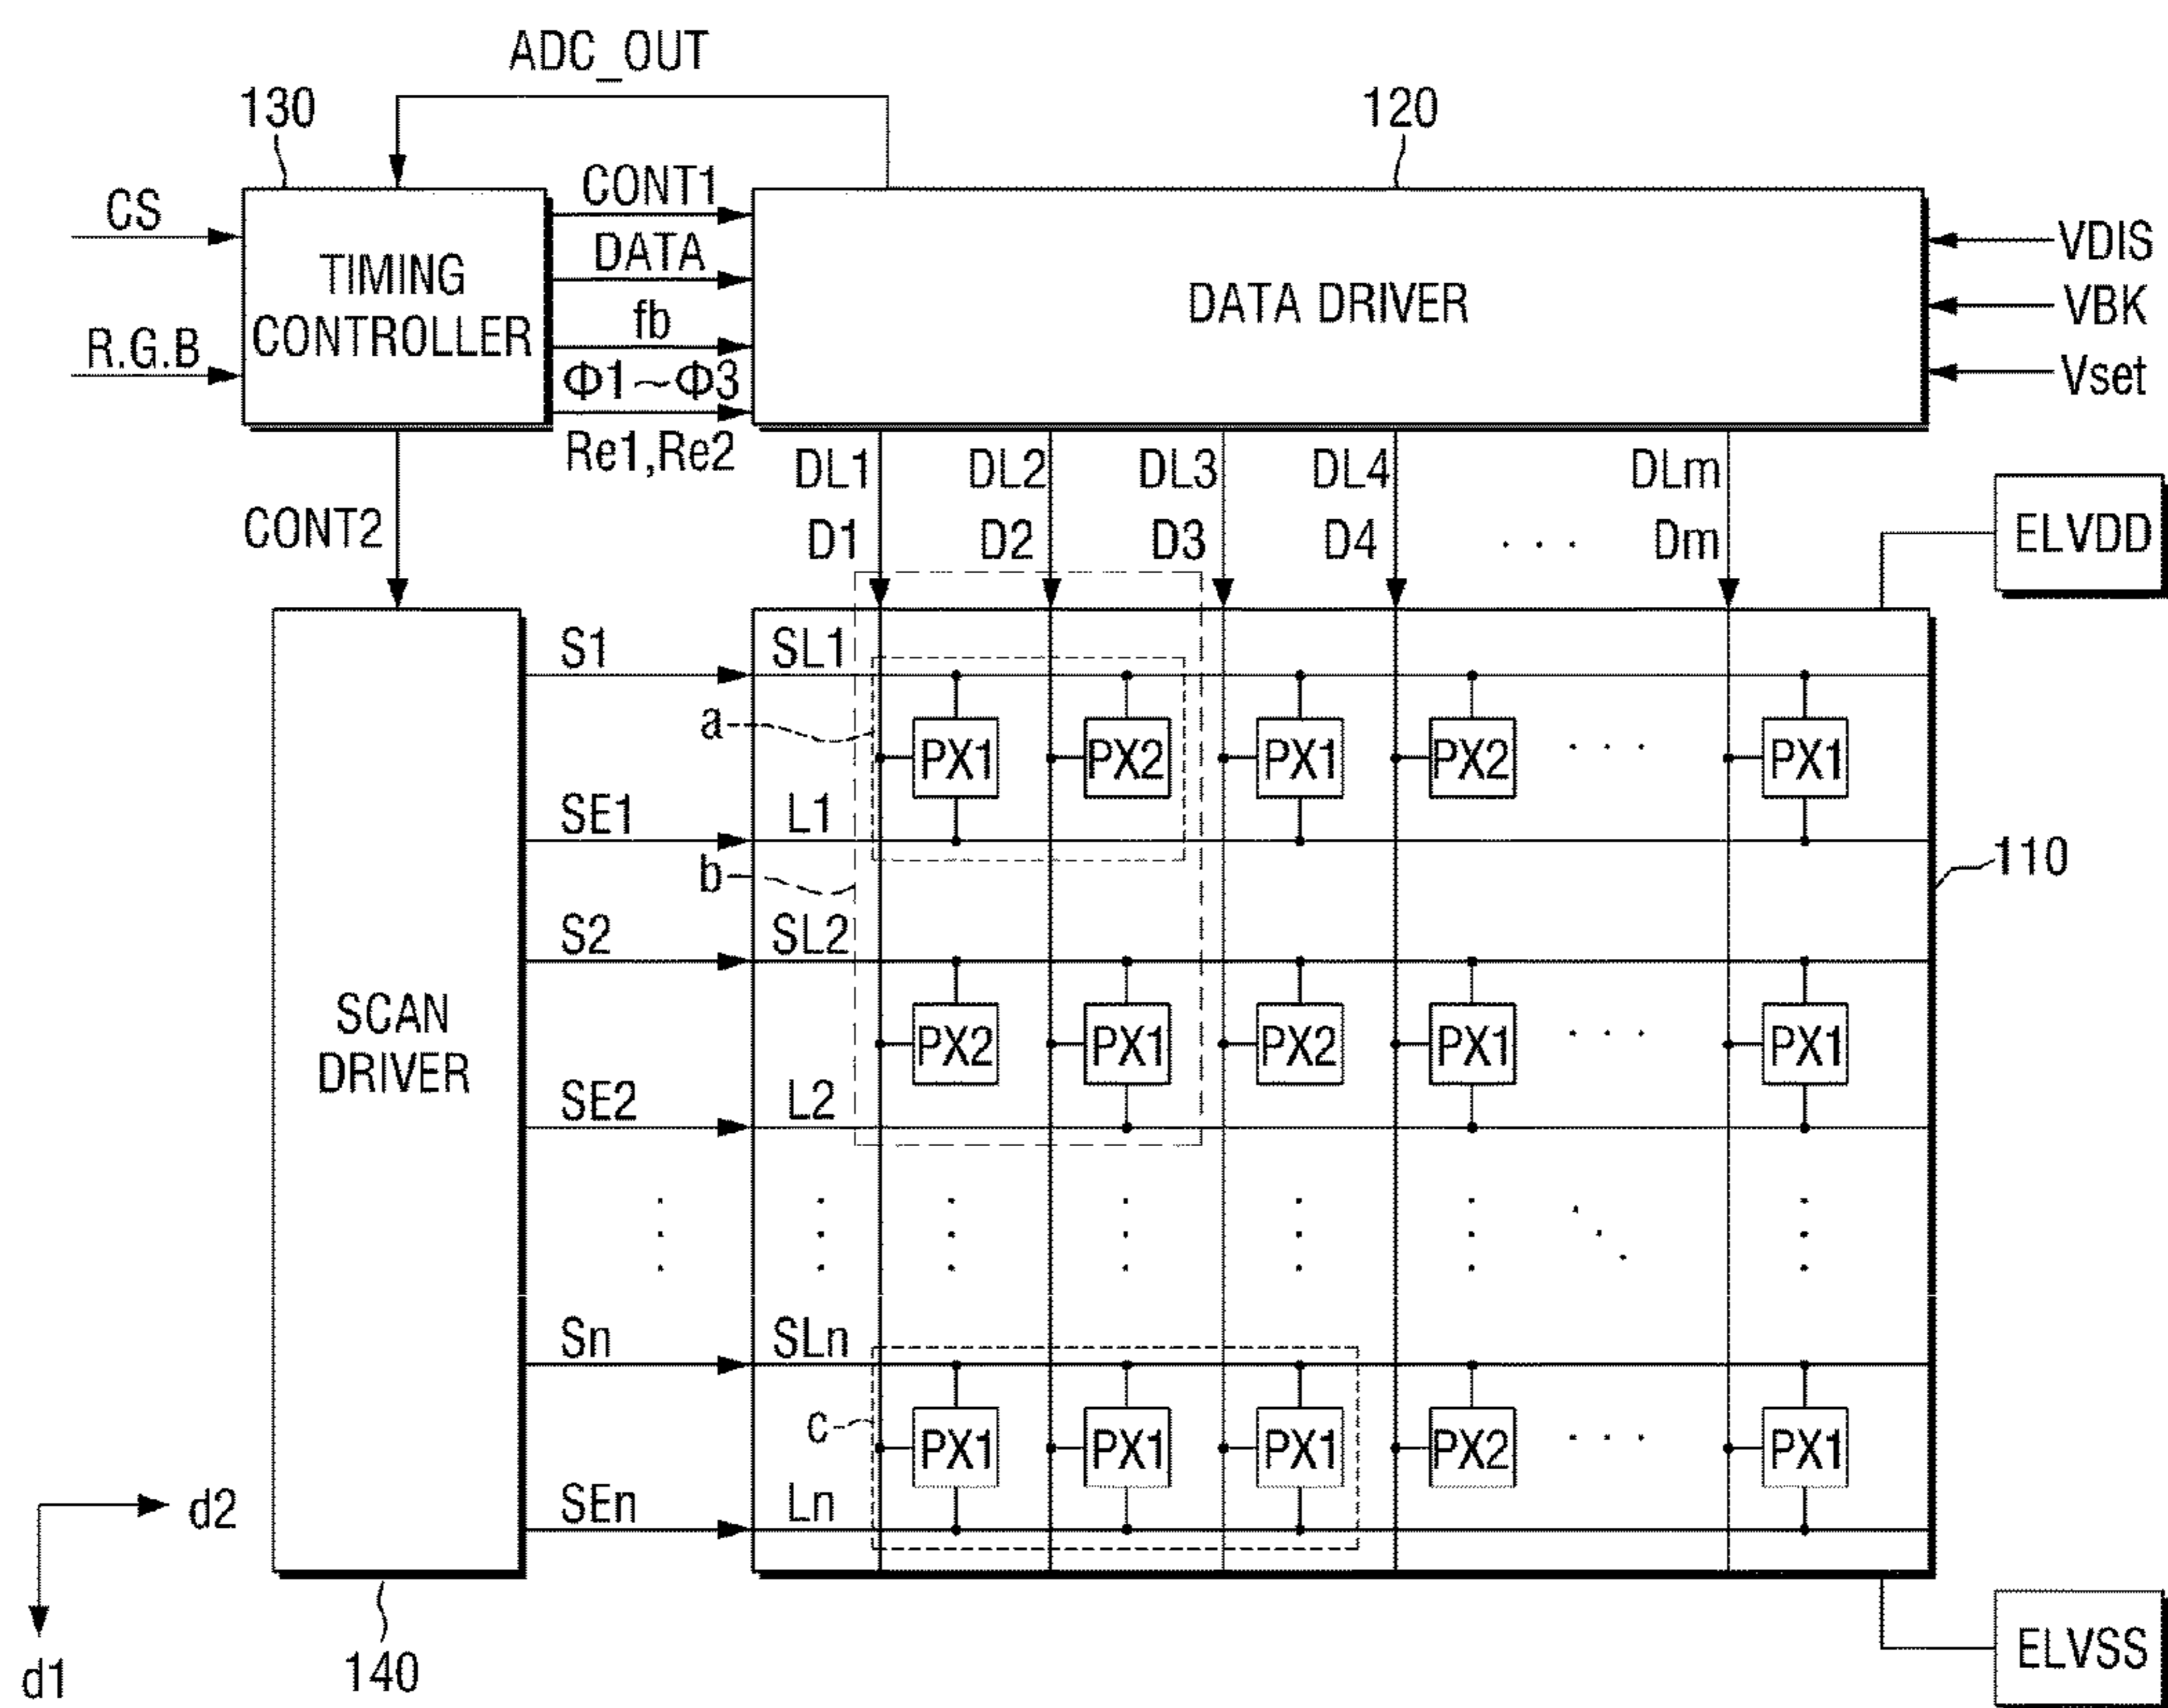 ADC_OUT
130
120
CS
R.G.B
TIMING
CONTROLLER
CONT1
DATA
fb
Φ1~Φ3
Re1,Re2
DATA DRIVER
VDIS
VBK
Vset
CONT2
DL1 DL2 DL3 DL4 DLm
D1 D2 D3 D4 . . . Dm
ELVDD
S1 SL1
a PX1 PX2 PX1 PX2 . . . PX1
SE1 L1
b
110
S2 SL2
SCAN
DRIVER
PX2 PX1 PX2 PX1 . . . PX1
SE2 L2
Sn SLn
c PX1 PX1 PX1 PX2 . . . PX1
SEn Ln
d2
d1
140
ELVSS